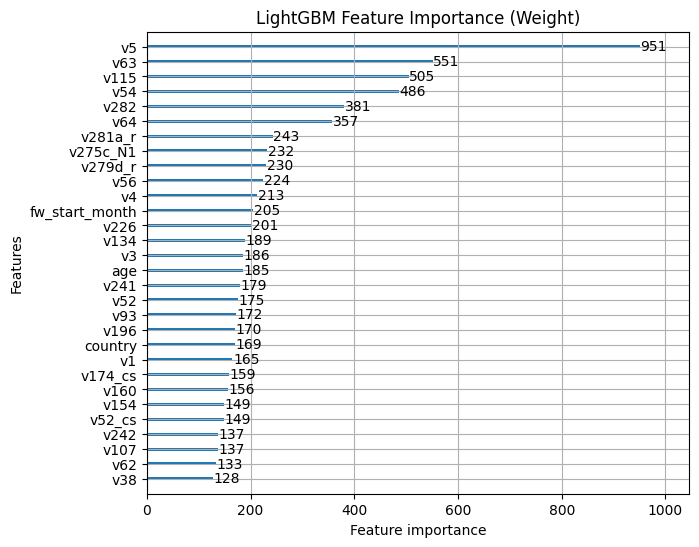 LightGBM Feature Importance (Weight)
v5 951
v63 551
v115 505
v54 486
v282 381
v64 357
v281a_r 243
v275c_N1 232
v279d_r 230
v56 224
v4 213
fw_start_month 205
v226 201
v134 189
v3 186
age 185
v241 179
v52 175
v93 172
v196 170
country 169
v1 165
v174_cs 159
v160 156
v154 149
v52_cs 149
v242 137
v107 137
v62 133
v38 128
0 200 400 600 800 1000
Feature importance
Features